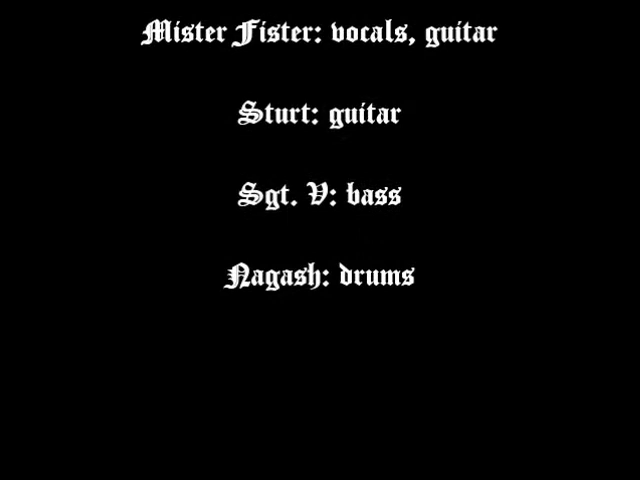 Mister Fister: vocals, guitar
Sturt: guitar
Sgt. V: bass
Nagash: drums